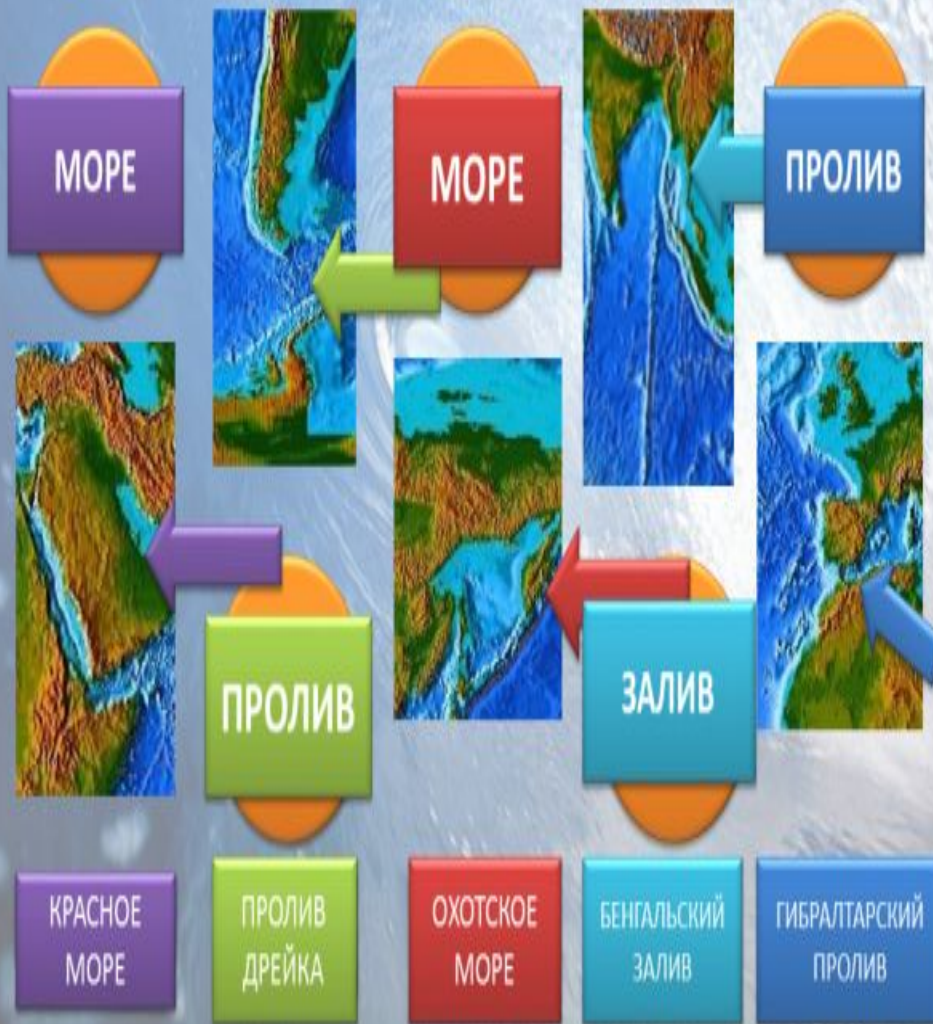 МОРЕ
МОРЕ
ПРОЛИВ
ПРОЛИВ
ЗАЛИВ
КРАСНОЕ
МОРЕ
ПРОЛИВ
ДРЕЙКА
ОХОТСКОЕ
МОРЕ
БЕНГАЛЬСКИЙ
ЗАЛИВ
ГИБРАЛТАРСКИЙ
ПРОЛИВ